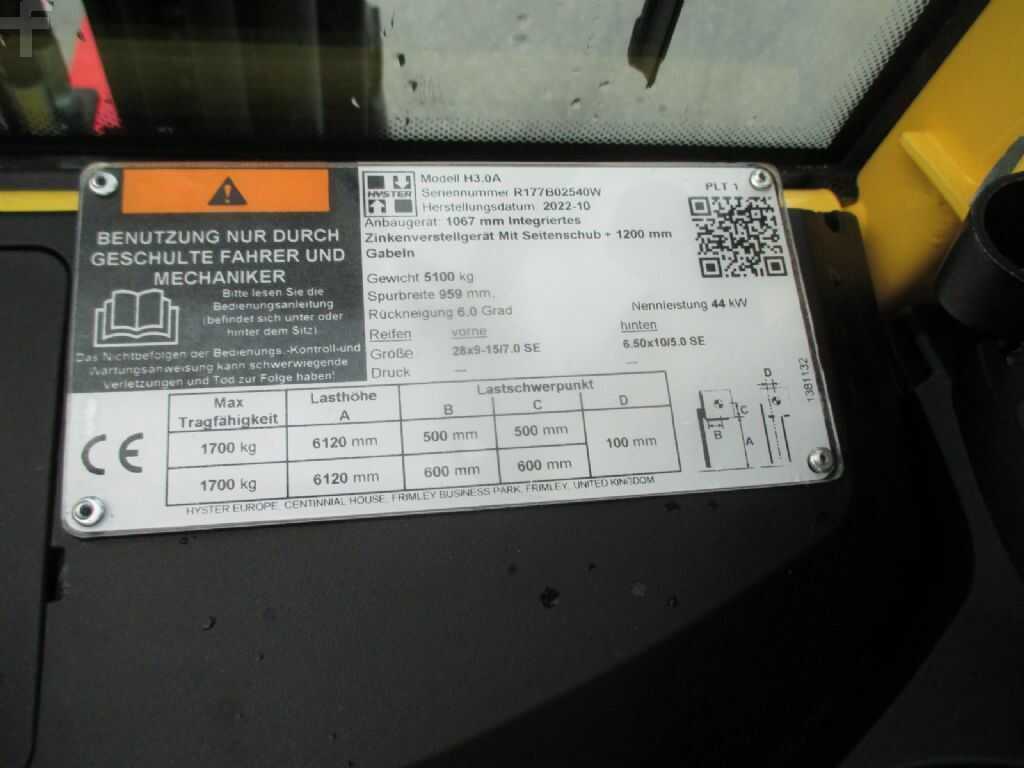 BENUTZUNG NUR DURCH
GESCHULTE FAHRER UND
MECHANIKER
Bitte lesen Sie die
Bedienungsanleitung
(befindet sich unter oder
hinter dem Sitz).
Das Nichtbefolgen der Bedienungs.-Kontroll-und
Wartungsanweisung kann schwerwiegende
Verletzungen und Tod zur Folge haben!
HYSTER
Modell H3.0A
Seriennummer R177B02540W
Herstellungsdatum 2022-10
Anbaugerät: 1067 mm Integriertes
Zinkenverstellgerät Mit Seitenschub + 1200 mm
Gabeln
PLT 1
Gewicht 5100 kg
Spurbreite 959 mm,
Rückneigung 6.0 Grad
Nennleistung 44 kW
Reifen vorne hinten
Größe 28x9-15/7.0 SE 6.50x10/5.0 SE
Druck --- ---
Max Tragfähigkeit Lasthöhe A Lastschwerpunkt B C D
1700 kg 6120 mm 500 mm 500 mm 100 mm
1700 kg 6120 mm 600 mm 600 mm
D
C
B
A
1381132
CE
HYSTER EUROPE, CENTINNIAL HOUSE, FRIMLEY BUSINESS PARK, FRIMLEY, UNITED KINGDOM
f